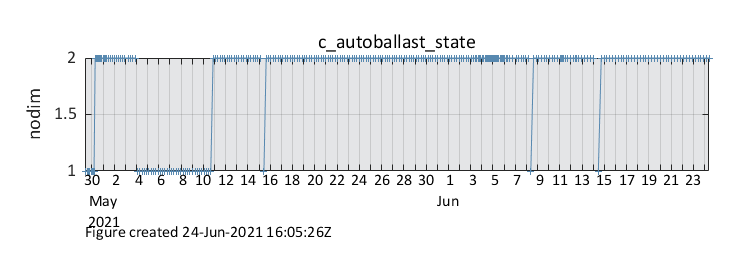 c_autoballast_state
nodim
2
1.5
1
30 2 4 6 8 10 12 14 16 18 20 22 24 26 28 30 1 3 5 7 9 11 13 15 17 19 21 23
May Jun
2021
Figure created 24-Jun-2021 16:05:26Z